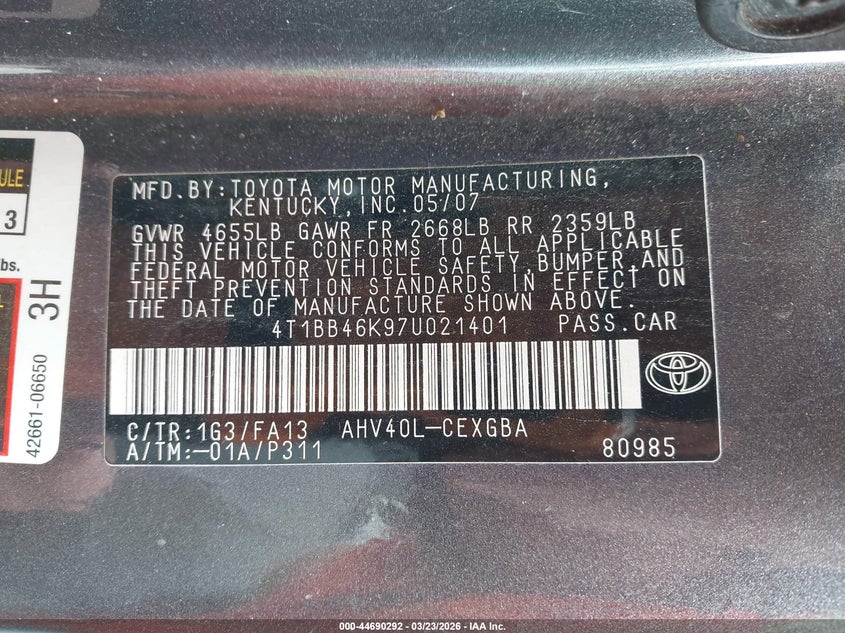 ULE
3
lbs.
3H
42661-06650
MFD.BY:TOYOTA MOTOR MANUFACTURING,
KENTUCKY,INC.05/07
GVWR 4655LB GAWR FR 2668LB RR 2359LB
THIS VEHICLE CONFORMS TO ALL APPLICABLE
FEDERAL MOTOR VEHICLE SAFETY,BUMPER,AND
THEFT PREVENTION STANDARDS IN EFFECT ON
THE DATE OF MANUFACTURE SHOWN ABOVE.
4T1BB46K97U021401 PASS.CAR
C/TR:1G3/FA13 AHV40L-CEXGBA
A/TM:-01A/P311 80985
000-44690292 - 03/23/2026 - IAA Inc.